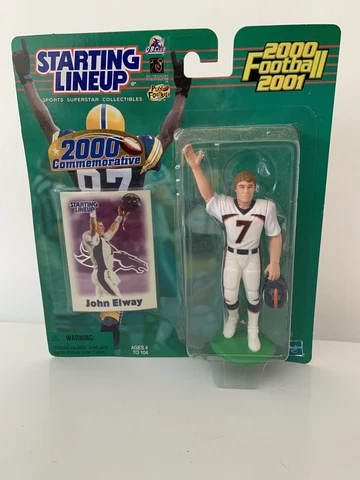 STARTING
LINEUP
SPORTS SUPERSTAR COLLECTIBLES
Q.B. CLUB
2000
Football
2001
2000
Commemorative
STARTING
LINEUP
John Elway
7
WARNING:
AGES 4
TO 104